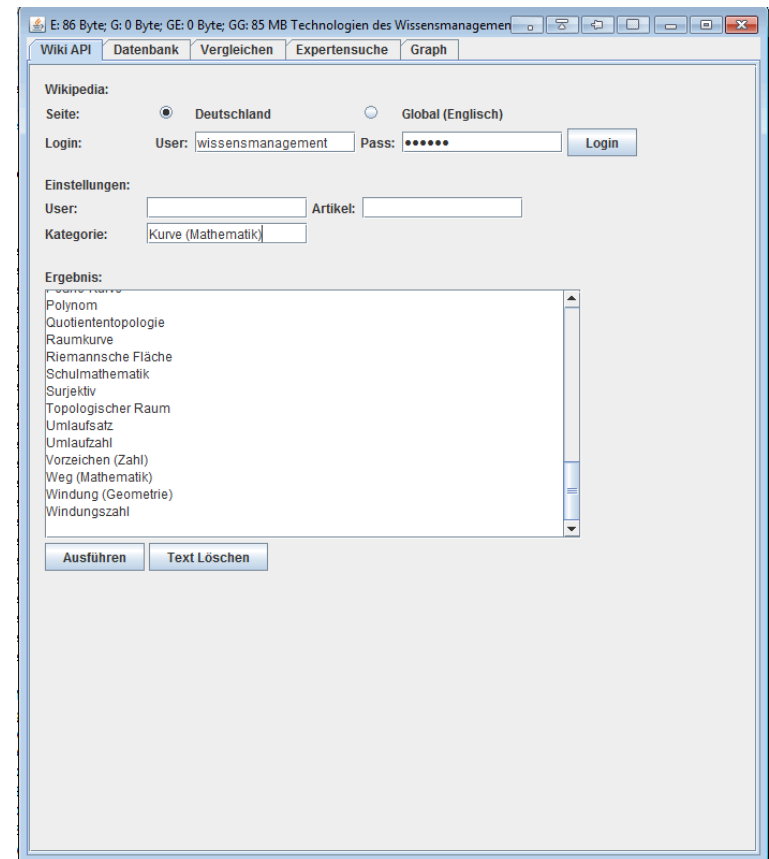 E: 86 Byte; G: 0 Byte; GE: 0 Byte; GG: 85 MB Technologien des Wissensmanagemen
Wiki API Datenbank Vergleichen Expertensuche Graph
Wikipedia:
Seite: Deutschland Global (Englisch)
Login: User: wissensmanagement Pass: •••••• Login
Einstellungen:
User: Artikel:
Kategorie: Kurve (Mathematik)
Ergebnis:
Polynom
Quotiententopologie
Raumkurve
Riemannsche Fläche
Schulmathematik
Surjektiv
Topologischer Raum
Umlaufsatz
Umlaufzahl
Vorzeichen (Zahl)
Weg (Mathematik)
Windung (Geometrie)
Windungszahl
Ausführen Text Löschen